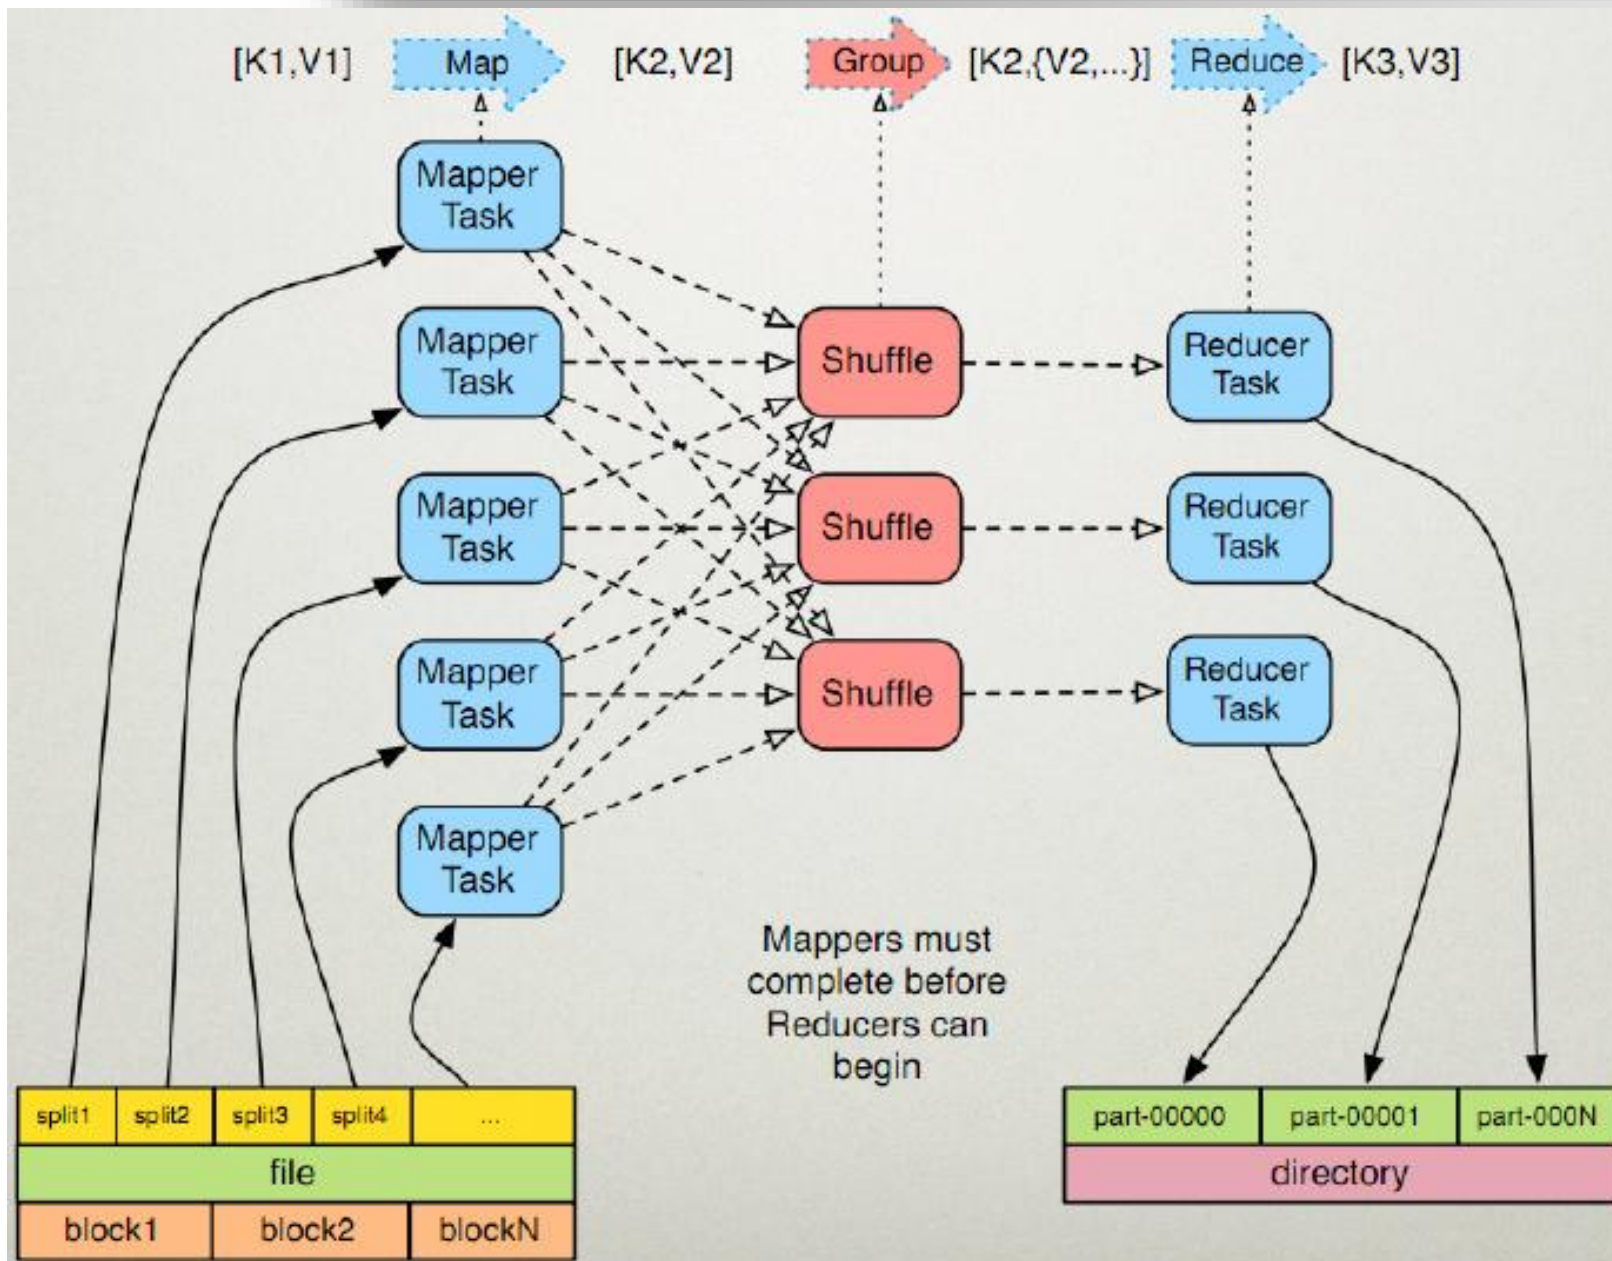 [K1,V1]
Map
[K2,V2]
Group
[K2,{V2,...}]
Reduce
[K3,V3]
Mapper
Task
Mapper
Task
Mapper
Task
Mapper
Task
Mapper
Task
Shuffle
Shuffle
Shuffle
Reducer
Task
Reducer
Task
Reducer
Task
Mappers must
complete before
Reducers can
begin
split1
split2
split3
split4
...
file
block1
block2
blockN
part-00000
part-00001
part-000N
directory